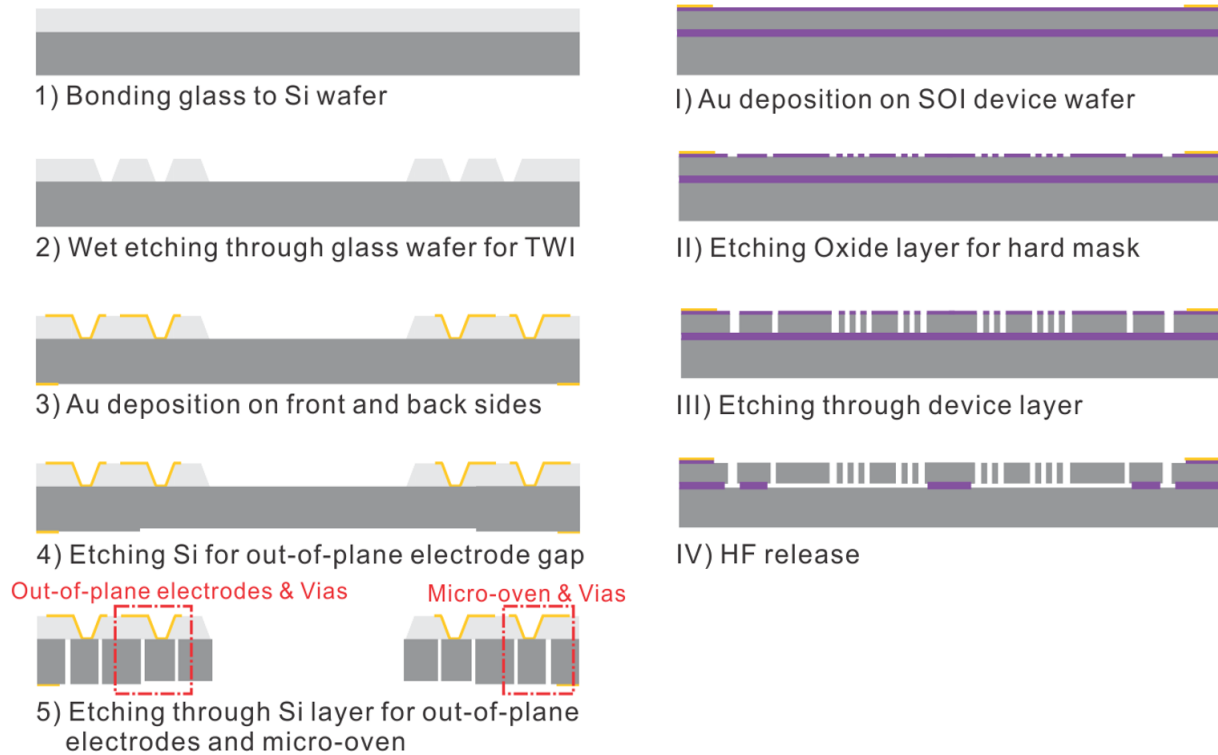 1) Bonding glass to Si wafer
2) Wet etching through glass wafer for TWI
3) Au deposition on front and back sides
4) Etching Si for out-of-plane electrode gap
Out-of-plane electrodes & Vias
Micro-oven & Vias
5) Etching through Si layer for out-of-plane
electrodes and micro-oven
I) Au deposition on SOI device wafer
II) Etching Oxide layer for hard mask
III) Etching through device layer
IV) HF release